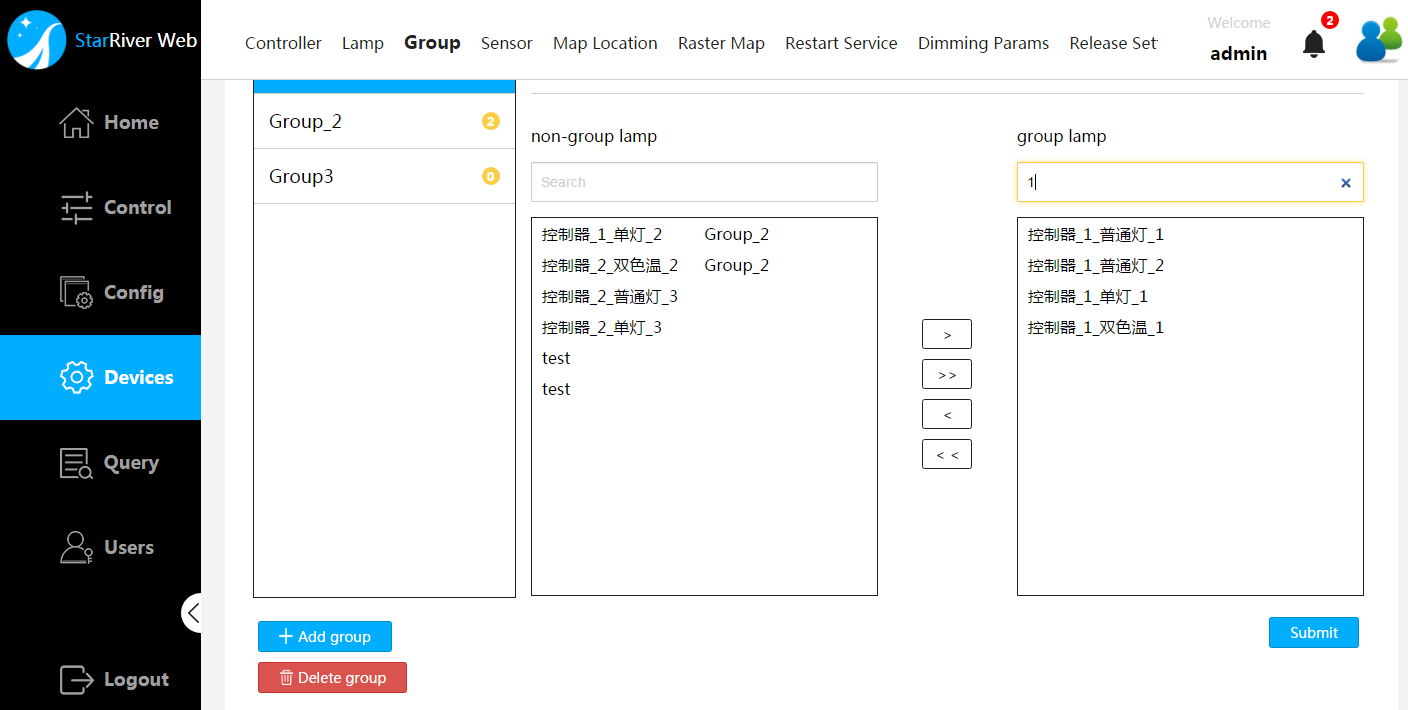 StarRiver Web
Controller Lamp Group Sensor Map Location Raster Map Restart Service Dimming Params Release Set
Welcome
admin
2
Home
Control
Config
Devices
Query
Users
Logout
Group_2 2
Group3 0
non-group lamp
Search
控制器_1_单灯_2 Group_2
控制器_2_双色温_2 Group_2
控制器_2_普通灯_3
控制器_2_单灯_3
test
test
>
>>
<
< <
group lamp
1
控制器_1_普通灯_1
控制器_1_普通灯_2
控制器_1_单灯_1
控制器_1_双色温_1
Add group
Delete group
Submit